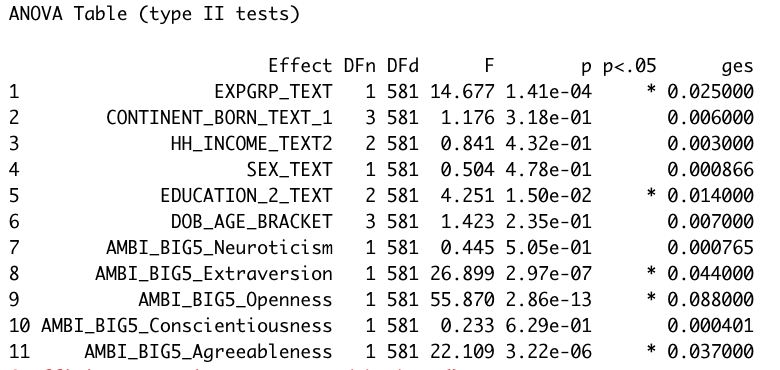 ANOVA Table (type II tests)
Effect DFn DFd F p p<.05 ges
1 EXPGRP_TEXT 1 581 14.677 1.41e-04 * 0.025000
2 CONTINENT_BORN_TEXT_1 3 581 1.176 3.18e-01 0.006000
3 HH_INCOME_TEXT2 2 581 0.841 4.32e-01 0.003000
4 SEX_TEXT 1 581 0.504 4.78e-01 0.000866
5 EDUCATION_2_TEXT 2 581 4.251 1.50e-02 * 0.014000
6 DOB_AGE_BRACKET 3 581 1.423 2.35e-01 0.007000
7 AMBI_BIG5_Neuroticism 1 581 0.445 5.05e-01 0.000765
8 AMBI_BIG5_Extraversion 1 581 26.899 2.97e-07 * 0.044000
9 AMBI_BIG5_Openness 1 581 55.870 2.86e-13 * 0.088000
10 AMBI_BIG5_Conscientiousness 1 581 0.233 6.29e-01 0.000401
11 AMBI_BIG5_Agreeableness 1 581 22.109 3.22e-06 * 0.037000